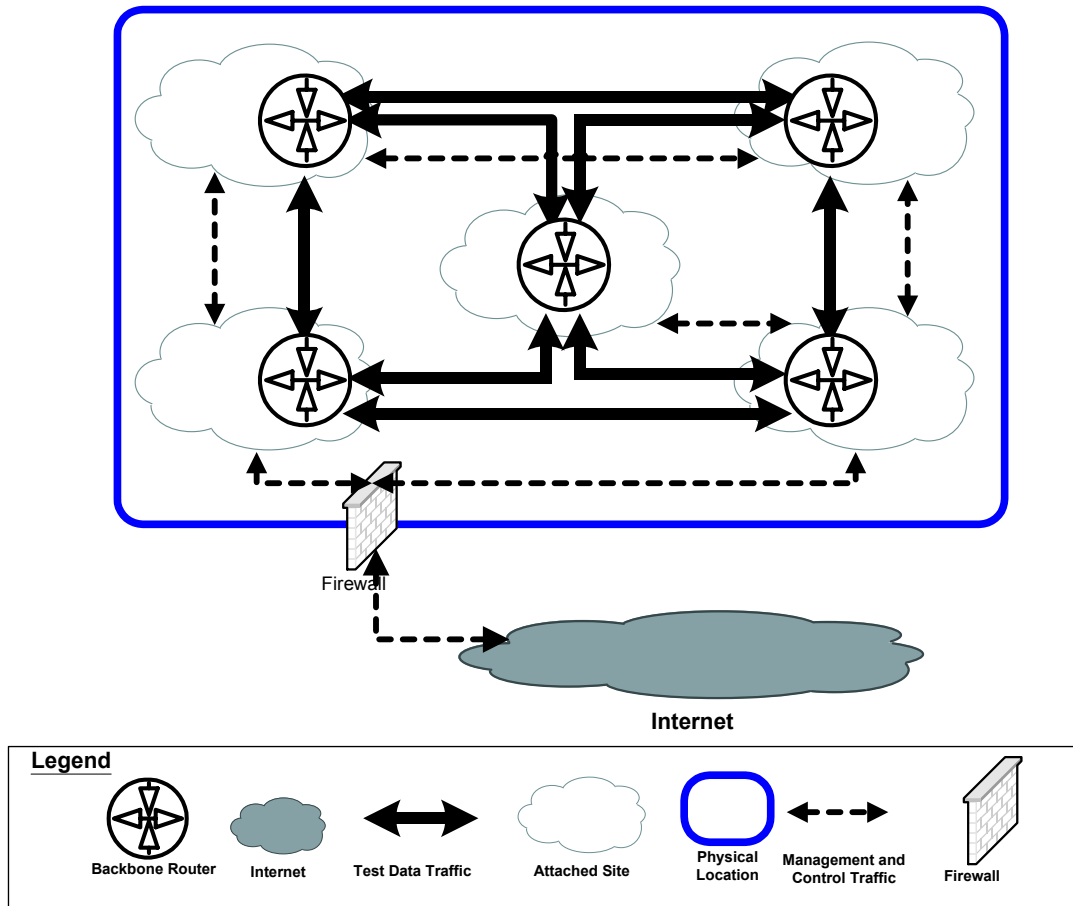 Firewall
Internet
Legend
Backbone Router
Internet
Test Data Traffic
Attached Site
Physical
Location
Management and
Control Traffic
Firewall